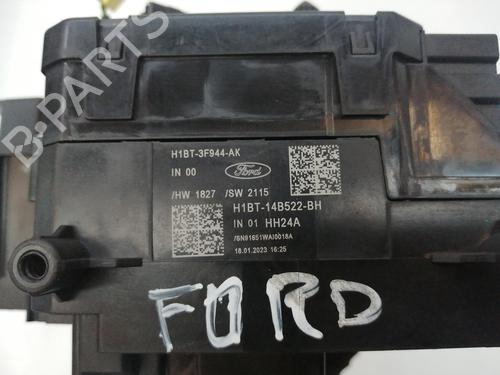 B-PARTS
H1BT-3F944-AK
IN 00
Ford
/HW 1827 /SW 2115
H1BT-14B522-BH
IN 01 HH24A
/SN91651WAI0018A
18.01.2023 16:25
FORD